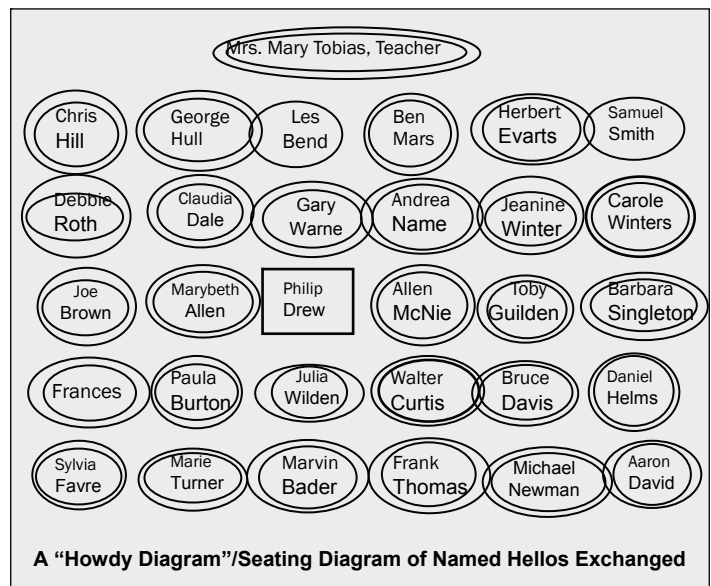 Mrs. Mary Tobias, Teacher
Chris
Hill
George
Hull
Les
Bend
Ben
Mars
Herbert
Evarts
Samuel
Smith
Debbie
Roth
Claudia
Dale
Gary
Warne
Andrea
Name
Jeanine
Winter
Carole
Winters
Joe
Brown
Marybeth
Allen
Philip
Drew
Allen
McNie
Toby
Guilden
Barbara
Singleton
Frances
Paula
Burton
Julia
Wilden
Walter
Curtis
Bruce
Davis
Daniel
Helms
Sylvia
Favre
Marie
Turner
Marvin
Bader
Frank
Thomas
Michael
Newman
Aaron
David
A “Howdy Diagram”/Seating Diagram of Named Hellos Exchanged